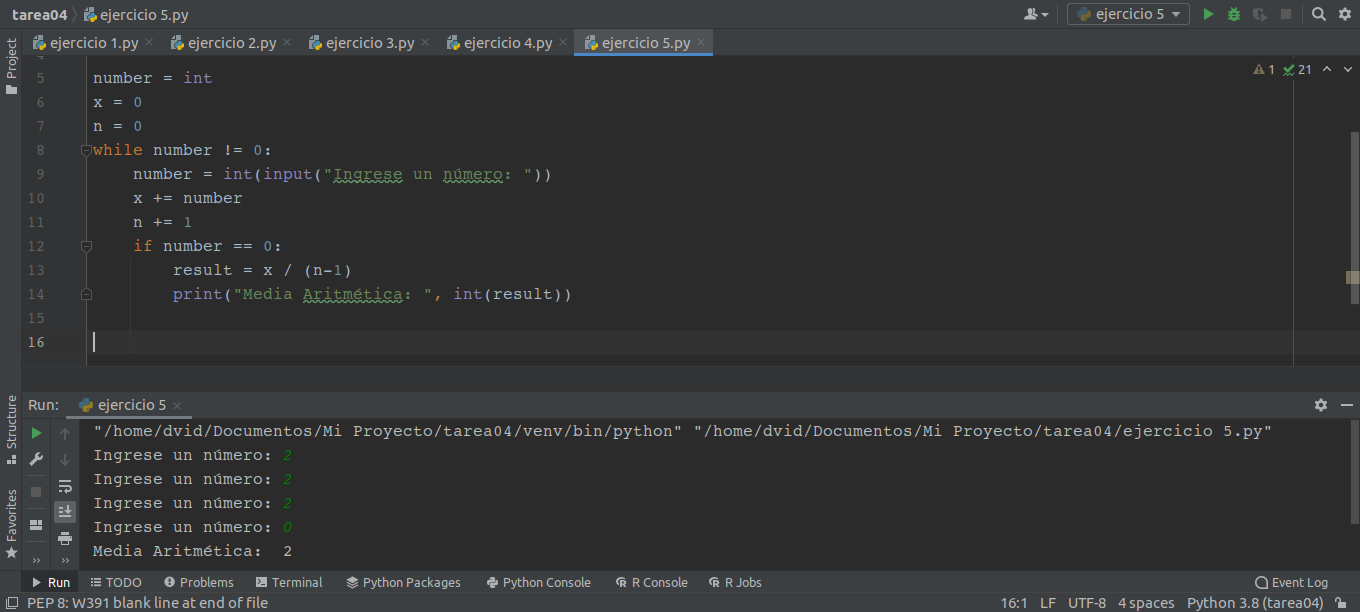 tarea04 ejercicio 5.py ejercicio 5
ejercicio 1.py ejercicio 2.py ejercicio 3.py ejercicio 4.py ejercicio 5.py
Project
1 21
4
5 number = int
6 x = 0
7 n = 0
8 while number != 0:
9 number = int(input("Ingrese un número: "))
10 x += number
11 n += 1
12 if number == 0:
13 result = x / (n-1)
14 print("Media Aritmética: ", int(result))
15
16
Structure
Favorites
Run: ejercicio 5
"/home/dvid/Documentos/Mi Proyecto/tarea04/venv/bin/python" "/home/dvid/Documentos/Mi Proyecto/tarea04/ejercicio 5.py"
Ingrese un número: 2
Ingrese un número: 2
Ingrese un número: 2
Ingrese un número: 0
Media Aritmética:  2
Run TODO Problems Terminal Python Packages Python Console R Console R Jobs Event Log
PEP 8: W391 blank line at end of file 16:1 LF UTF-8 4 spaces Python 3.8 (tarea04)